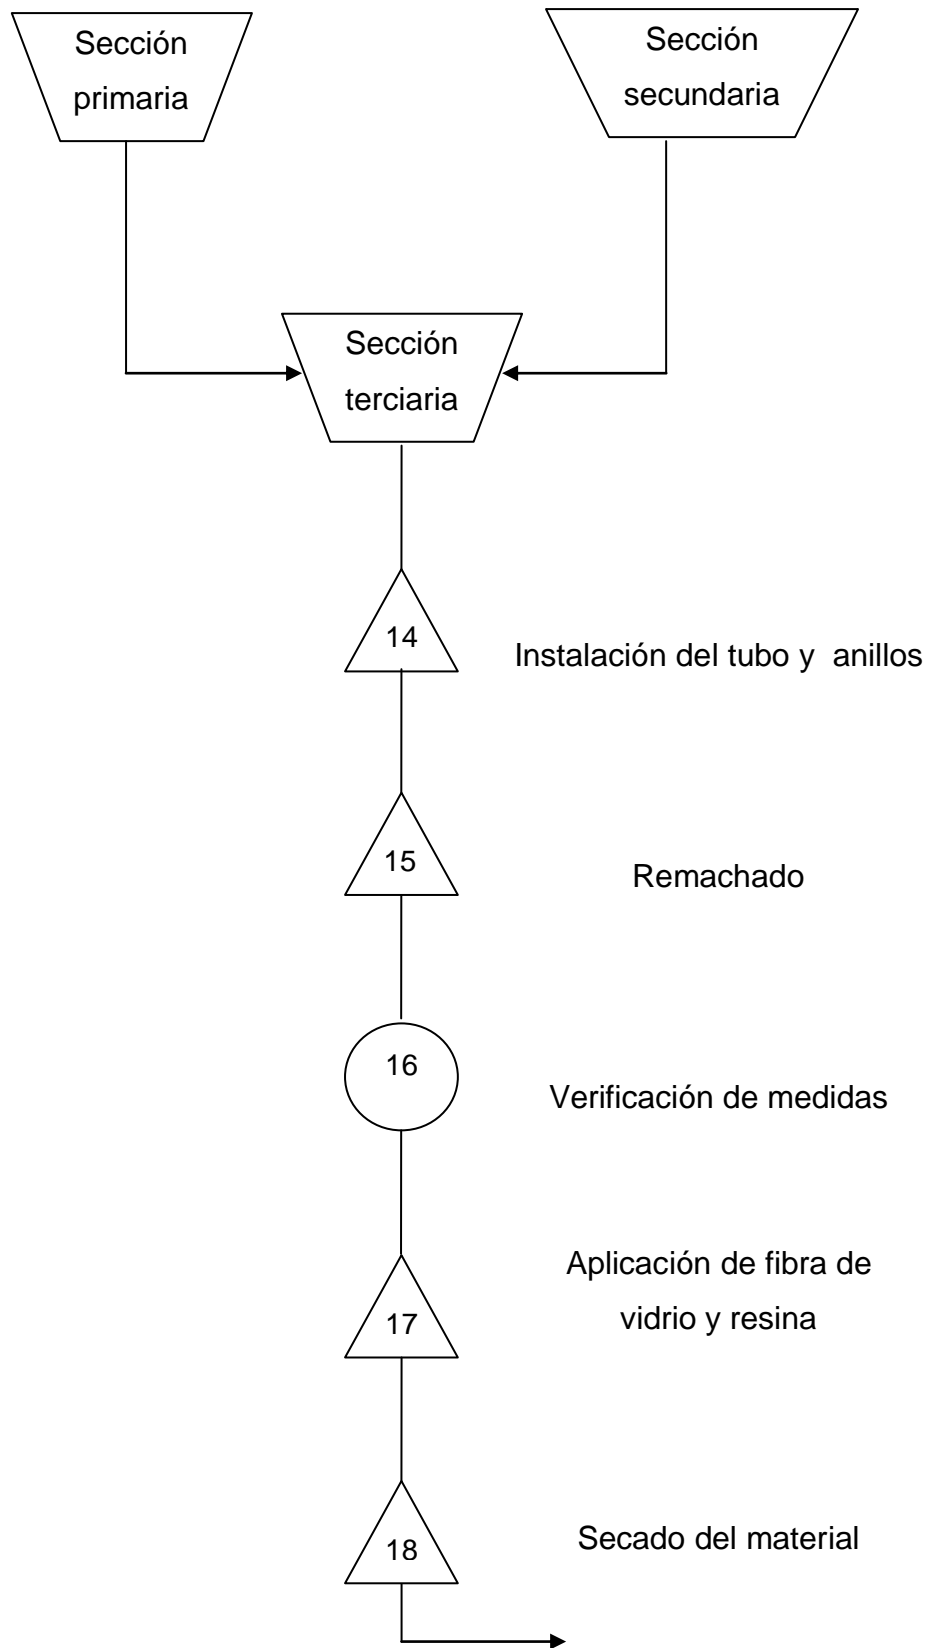 Sección
primaria
Sección
secundaria
Sección
terciaria
14
Instalación del tubo y  anillos
15
Remachado
16
Verificación de medidas
Aplicación de fibra de
vidrio y resina
17
Secado del material
18